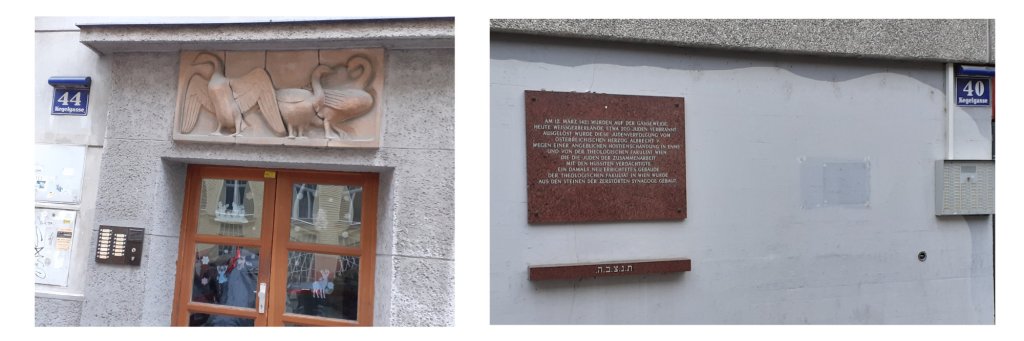 44
Kegelgasse
AM 12. MÄRZ 1421 WURDEN AUF DER GÄNSEWEIDE,
HEUTE WEISSGERBERLÄNDE, ETWA 200 JUDEN VERBRANNT.
AUSGELÖST WURDE DIESE JUDENVERFOLGUNG VOM
ÖSTERREICHISCHEN HERZOG ALBRECHT V.
WEGEN EINER ANGEBLICHEN HOSTIENSCHÄNDUNG IN ENNS
UND VON DER THEOLOGISCHEN FAKULTÄT WIEN,
DIE DIE JUDEN DER ZUSAMMENARBEIT
MIT DEN HUSSITEN VERDÄCHTIGTE.
EIN DAMALS NEU ERRICHTETES GEBÄUDE
DER THEOLOGISCHEN FAKULTÄT IN WIEN WURDE
AUS DEN STEINEN DER ZERSTÖRTEN SYNAGOGE GEBAUT.
ת.נ.צ.ב.ה.
40
Kegelgasse